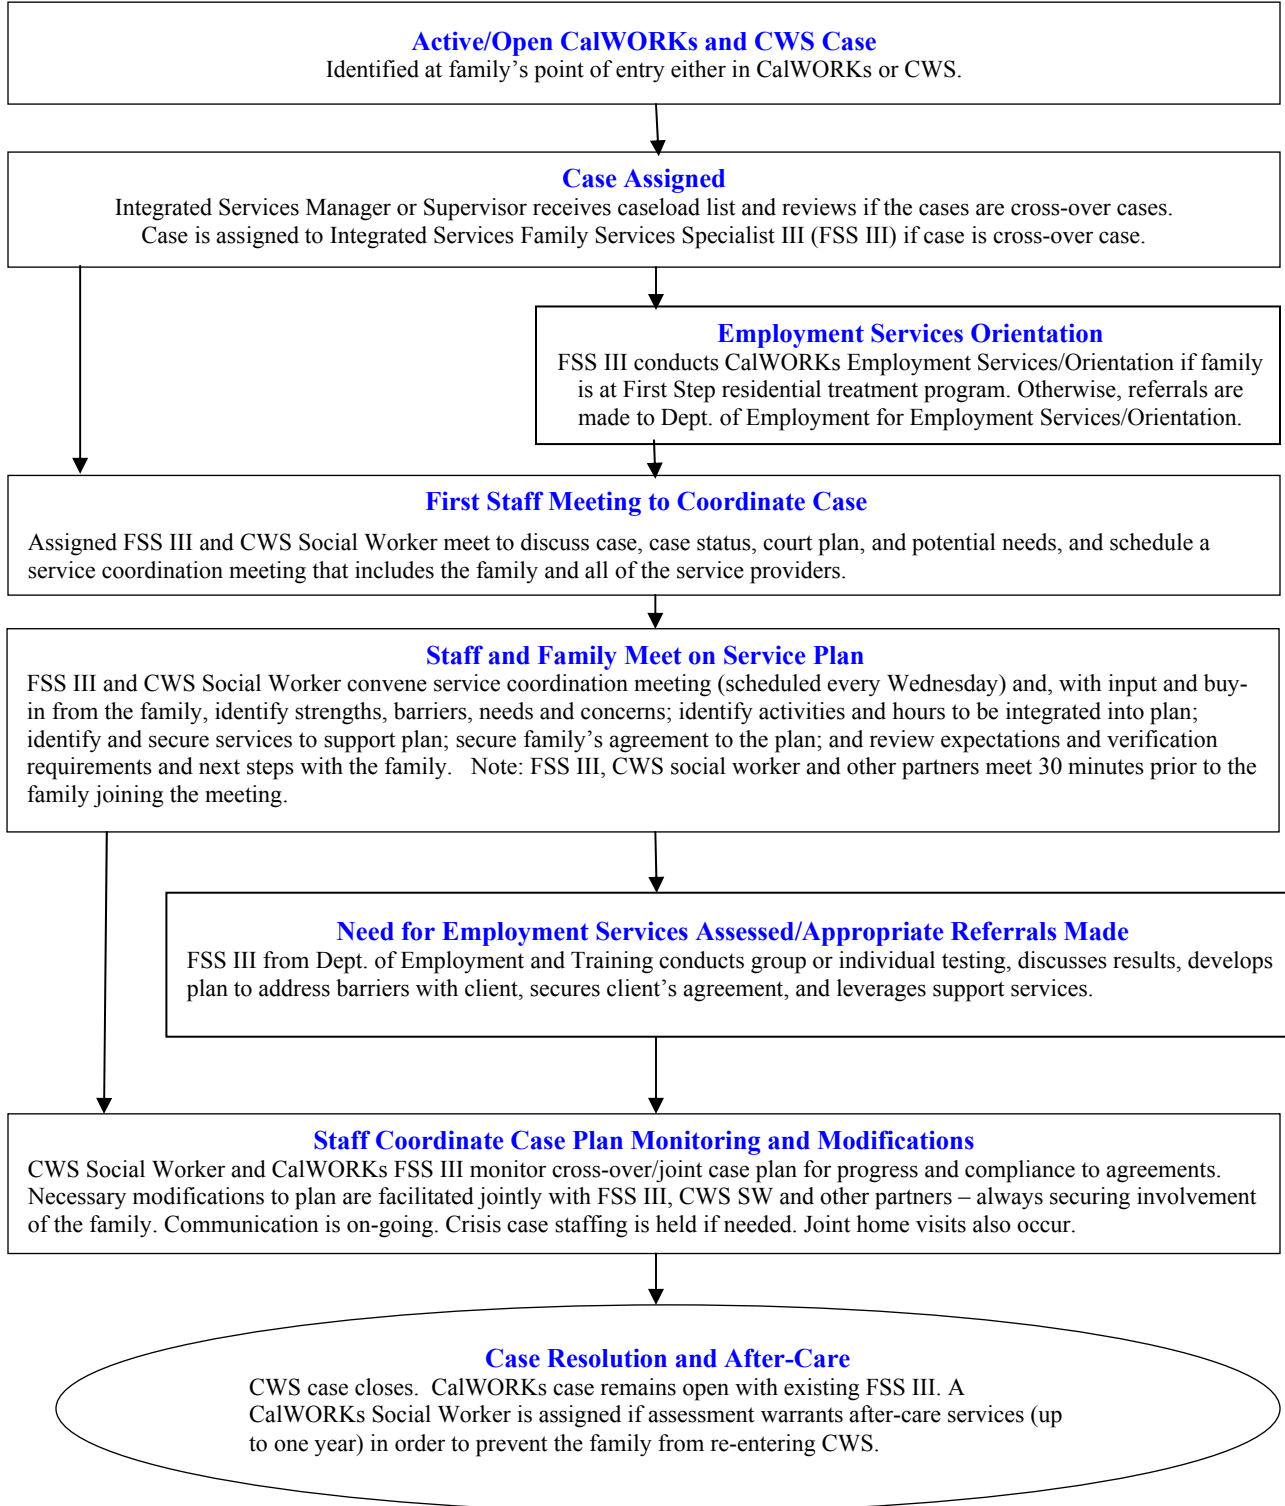 Active/Open CalWORKs and CWS Case
Identified at family’s point of entry either in CalWORKs or CWS.
Case Assigned
Integrated Services Manager or Supervisor receives caseload list and reviews if the cases are cross-over cases.
Case is assigned to Integrated Services Family Services Specialist III (FSS III) if case is cross-over case.
Employment Services Orientation
FSS III conducts CalWORKs Employment Services/Orientation if family
is at First Step residential treatment program. Otherwise, referrals are
made to Dept. of Employment for Employment Services/Orientation.
First Staff Meeting to Coordinate Case
Assigned FSS III and CWS Social Worker meet to discuss case, case status, court plan, and potential needs, and schedule a
service coordination meeting that includes the family and all of the service providers.
Staff and Family Meet on Service Plan
FSS III and CWS Social Worker convene service coordination meeting (scheduled every Wednesday) and, with input and buy-
in from the family, identify strengths, barriers, needs and concerns; identify activities and hours to be integrated into plan;
identify and secure services to support plan; secure family’s agreement to the plan; and review expectations and verification
requirements and next steps with the family.   Note: FSS III, CWS social worker and other partners meet 30 minutes prior to the
family joining the meeting.
Need for Employment Services Assessed/Appropriate Referrals Made
FSS III from Dept. of Employment and Training conducts group or individual testing, discusses results, develops
plan to address barriers with client, secures client’s agreement, and leverages support services.
Staff Coordinate Case Plan Monitoring and Modifications
CWS Social Worker and CalWORKs FSS III monitor cross-over/joint case plan for progress and compliance to agreements.
Necessary modifications to plan are facilitated jointly with FSS III, CWS SW and other partners – always securing involvement
of the family. Communication is on-going. Crisis case staffing is held if needed. Joint home visits also occur.
Case Resolution and After-Care
CWS case closes.  CalWORKs case remains open with existing FSS III. A
CalWORKs Social Worker is assigned if assessment warrants after-care services (up
to one year) in order to prevent the family from re-entering CWS.